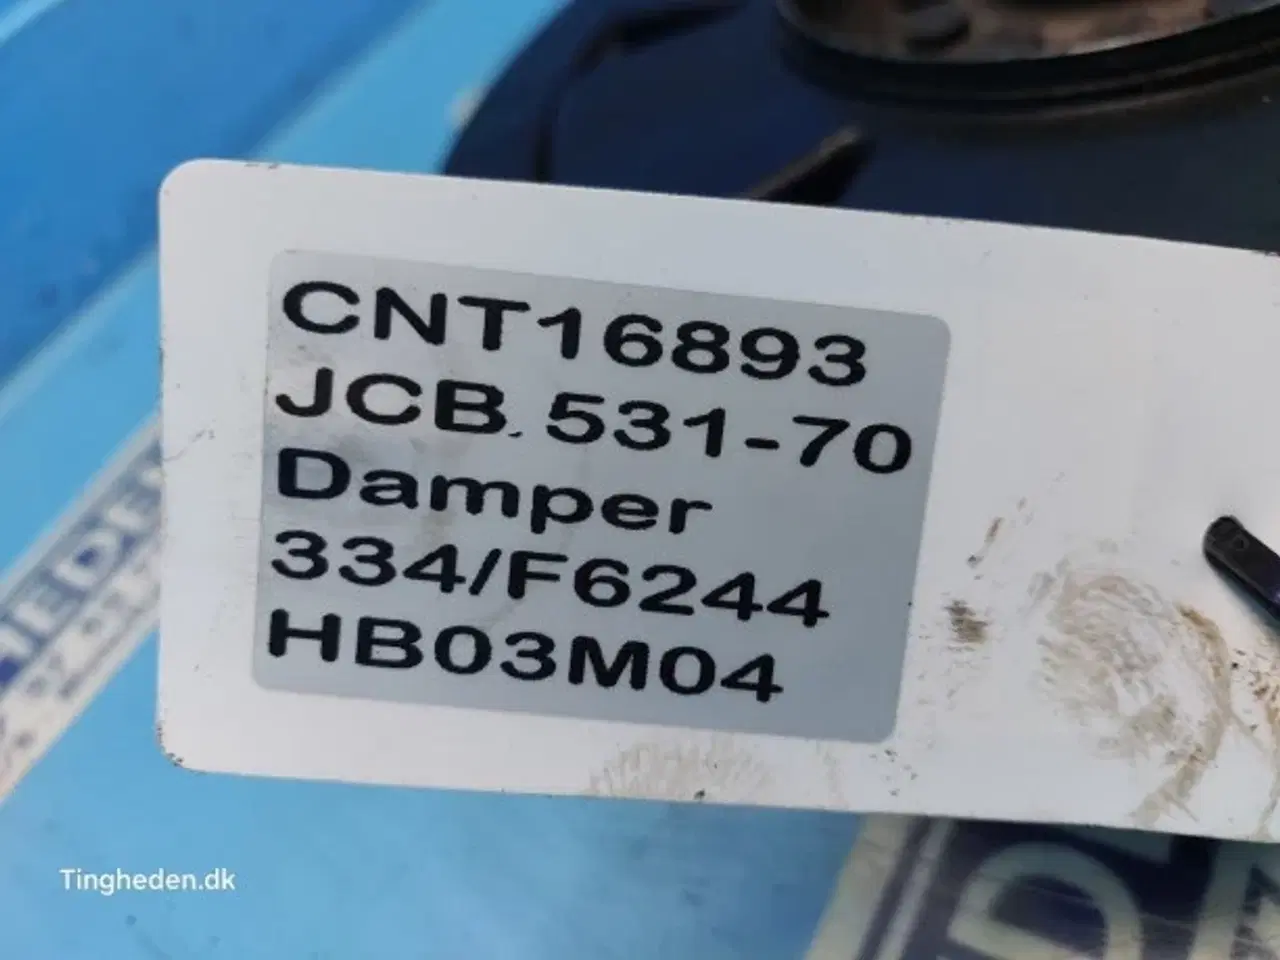 CNT16893
JCB 531-70
Damper
334/F6244
HB03M04
Tingheden.dk